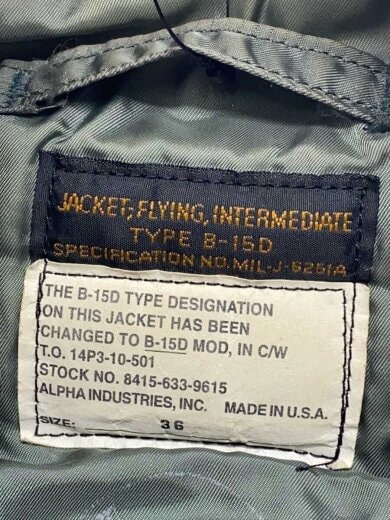 JACKET, FLYING, INTERMEDIATE
TYPE B-15D
SPECIFICATION NO. MIL-J-6251A
THE B-15D TYPE DESIGNATION
ON THIS JACKET HAS BEEN
CHANGED TO B-15D MOD, IN C/W
T.O. 14P3-10-501
STOCK NO. 8415-633-9615
ALPHA INDUSTRIES, INC. MADE IN U.S.A.
SIZE: 36